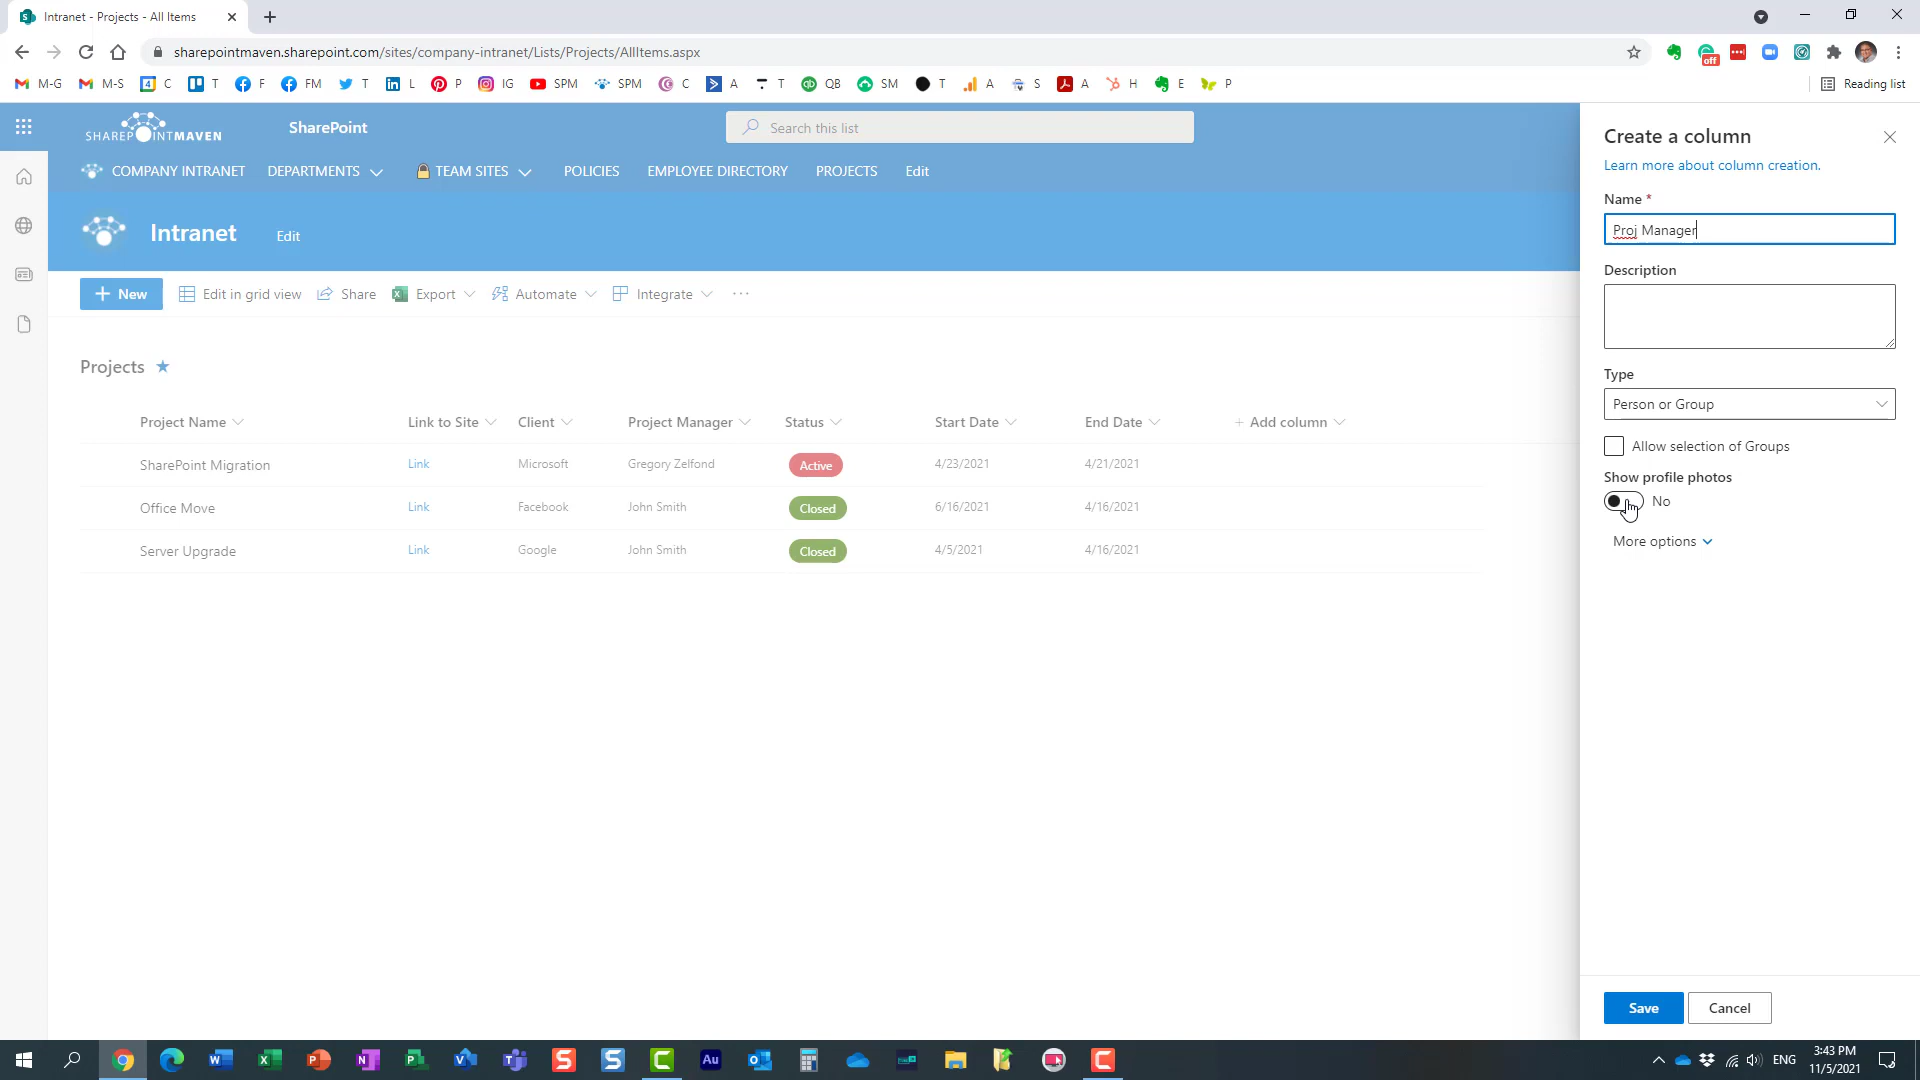 Intranet - Projects - All Items
sharepointmaven.sharepoint.com/sites/company-intranet/Lists/Projects/AllItems.aspx
off
M-G M-S 4 C T F FM T L P IG SPM SPM C A T QB SM T A S A H E P
Reading list
SHAREPOINTMAVEN SharePoint Search this list
COMPANY INTRANET DEPARTMENTS TEAM SITES POLICIES EMPLOYEE DIRECTORY PROJECTS Edit
Intranet Edit
+ New Edit in grid view Share Export Automate Integrate ...
Projects
Project Name Link to Site Client Project Manager Status Start Date End Date + Add column
SharePoint Migration Link Microsoft Gregory Zelfond Active 4/23/2021 4/21/2021
Office Move Link Facebook John Smith Closed 6/16/2021 4/16/2021
Server Upgrade Link Google John Smith Closed 4/5/2021 4/16/2021
Create a column
Learn more about column creation.
Name *
Proj Manager
Description
Type
Person or Group
Allow selection of Groups
Show profile photos
No
More options
Save Cancel
ENG
3:43 PM
11/5/2021